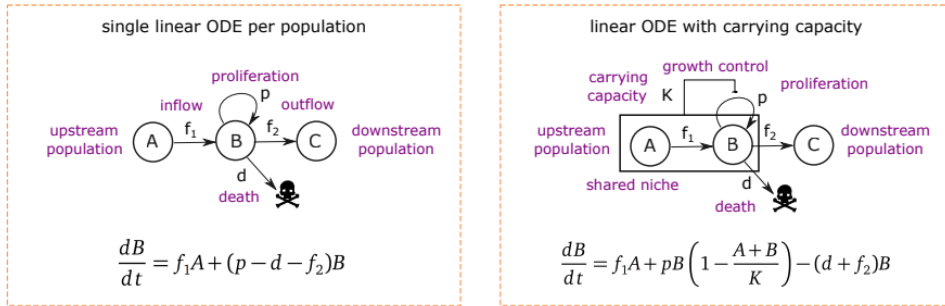 single linear ODE per population
proliferation
p
inflow
outflow
upstream
population
A
f₁
B
f₂
C
downstream
population
d
death
dB/dt = f₁A + (p − d − f₂)B
linear ODE with carrying capacity
growth control
carrying
capacity
K
proliferation
p
upstream
population
A
f₁
B
f₂
C
downstream
population
shared niche
d
death
dB/dt = f₁A + pB(1 − (A + B)/K) − (d + f₂)B